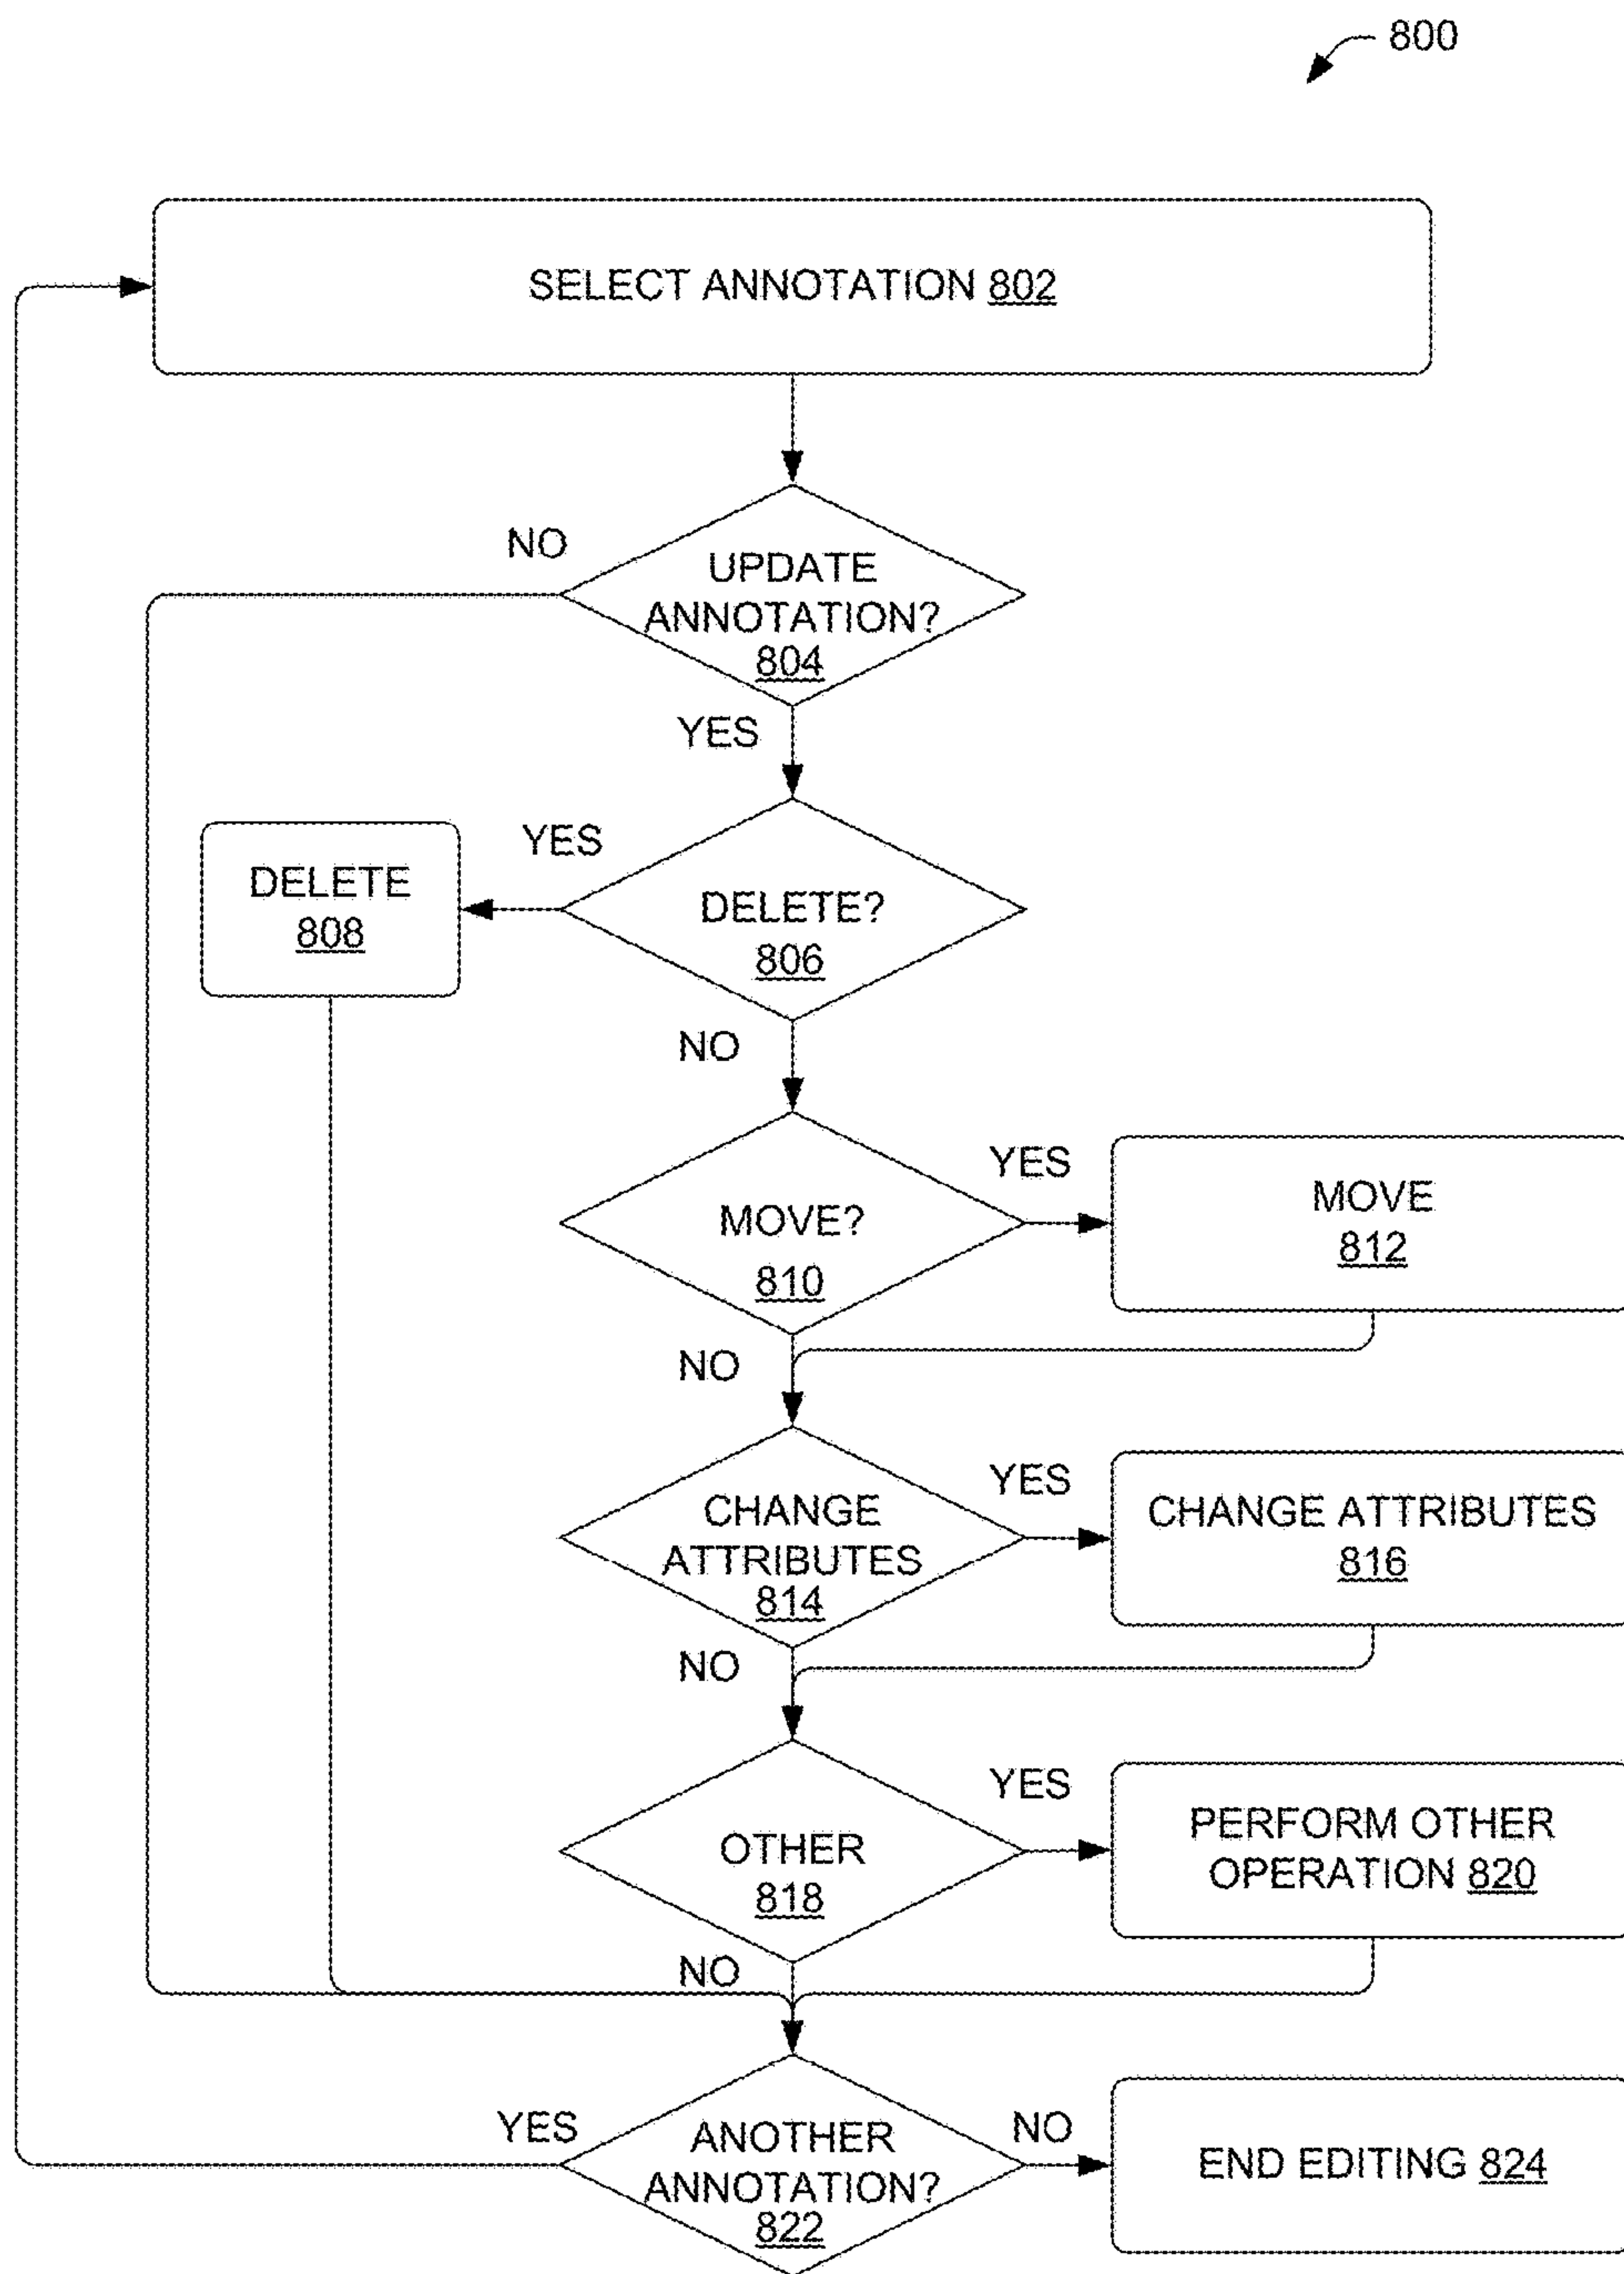 800
SELECT ANNOTATION 802
NO
UPDATE
ANNOTATION?
804
YES
YES
DELETE
808
DELETE?
806
NO
YES
MOVE?
810
MOVE
812
NO
YES
CHANGE
ATTRIBUTES
814
CHANGE ATTRIBUTES
816
NO
YES
OTHER
818
PERFORM OTHER
OPERATION 820
NO
YES
ANOTHER
ANNOTATION?
822
NO
END EDITING 824